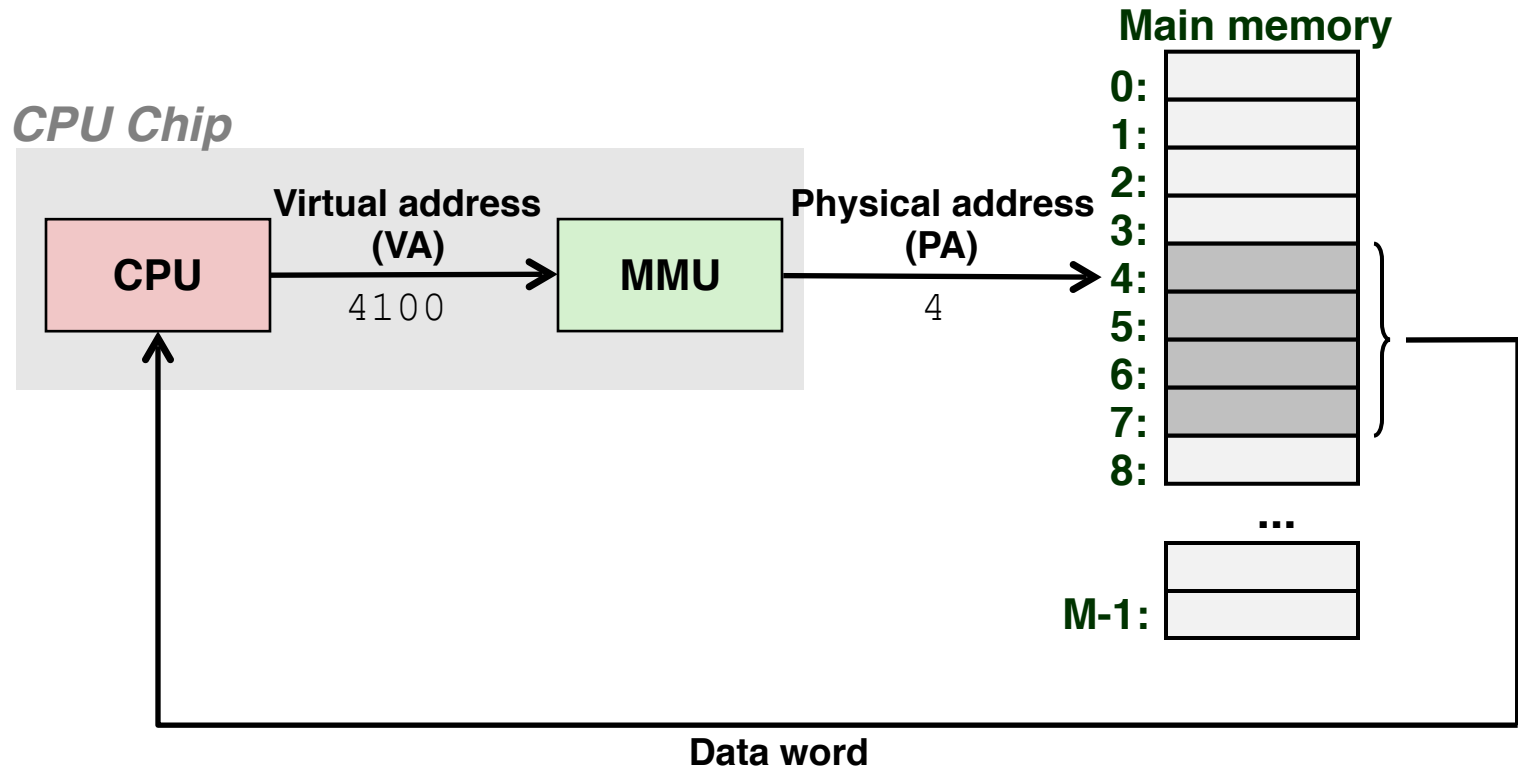 Main memory
CPU Chip
Virtual address
(VA)
Physical address
(PA)
CPU
4100
MMU
4
0:
1:
2:
3:
4:
5:
6:
7:
8:
...
M-1:
Data word